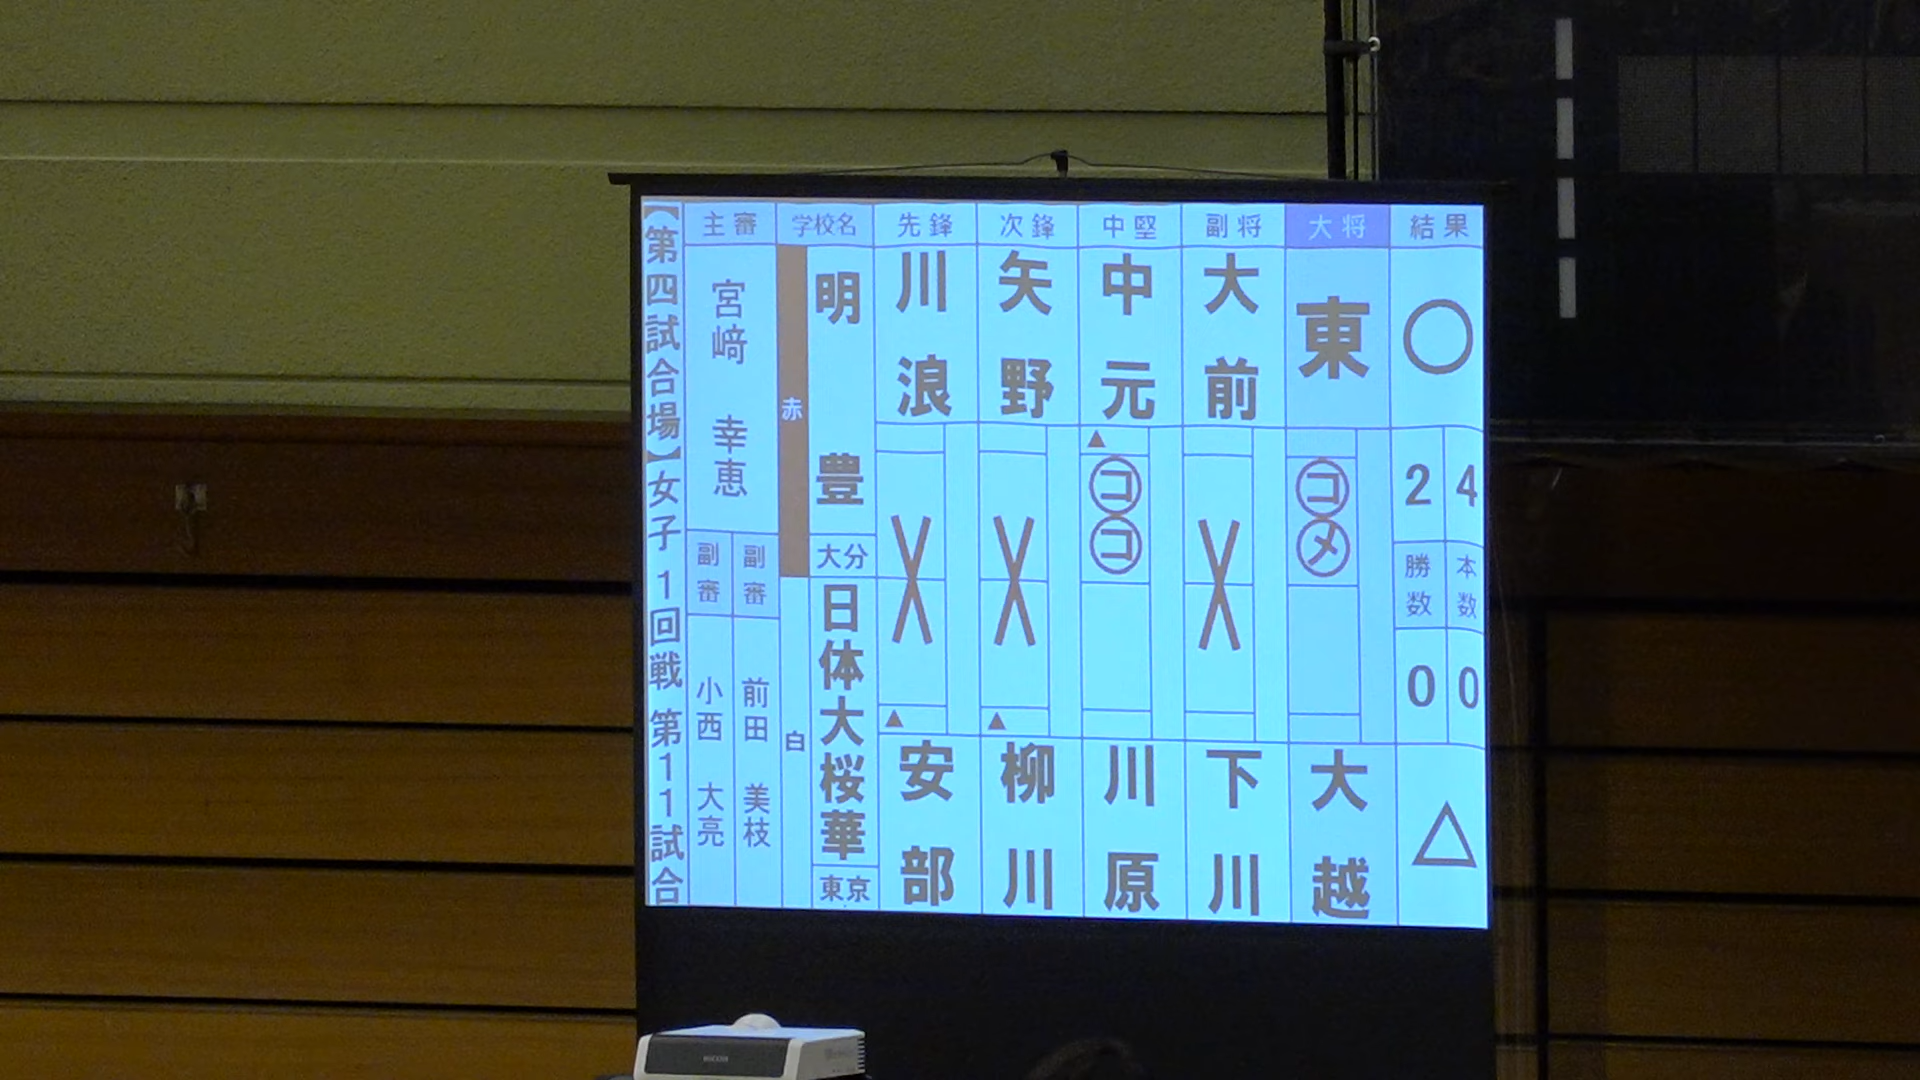 【第四試合場】女子 1回戦 第11試合
主審
宮﨑 幸恵
副審
小西 大亮
副審
前田 美枝
学校名
赤
明豊
大分
白
日体大桜華
東京
先鋒
川浪
▲
安部
次鋒
矢野
▲
柳川
中堅
中元
▲
コ
コ
川原
副将
大前
下川
大将
東
コ
メ
大越
結果
○
2 4
勝数 本数
0 0
△
RICOH